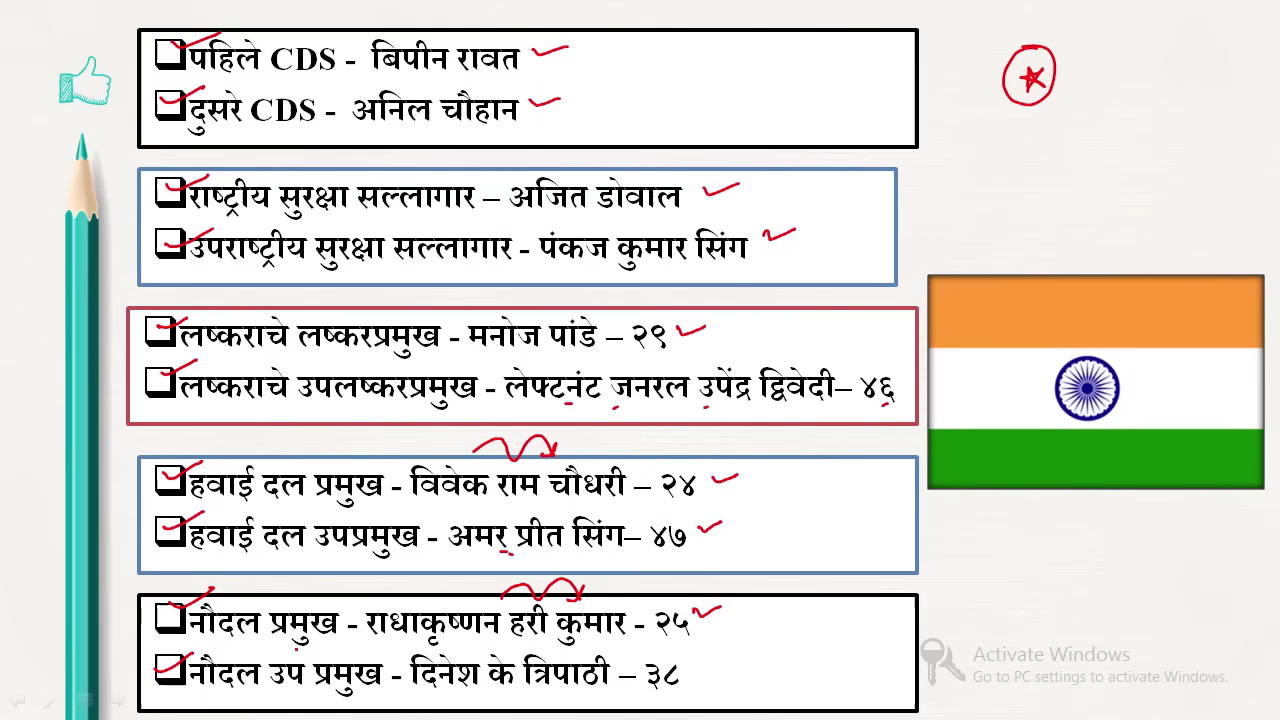 पहिले CDS - बिपीन रावत
दुसरे CDS - अनिल चौहान
राष्ट्रीय सुरक्षा सल्लागार – अजित डोवाल
उपराष्ट्रीय सुरक्षा सल्लागार - पंकज कुमार सिंग
लष्कराचे लष्करप्रमुख - मनोज पांडे – २९
लष्कराचे उपलष्करप्रमुख - लेफ्टनंट जनरल उपेंद्र द्विवेदी– ४६
हवाई दल प्रमुख - विवेक राम चौधरी – २४
हवाई दल उपप्रमुख - अमर प्रीत सिंग– ४७
नौदल प्रमुख - राधाकृष्णन हरी कुमार - २५
नौदल उप प्रमुख - दिनेश के त्रिपाठी – ३८
Activate Windows
Go to PC settings to activate Windows.